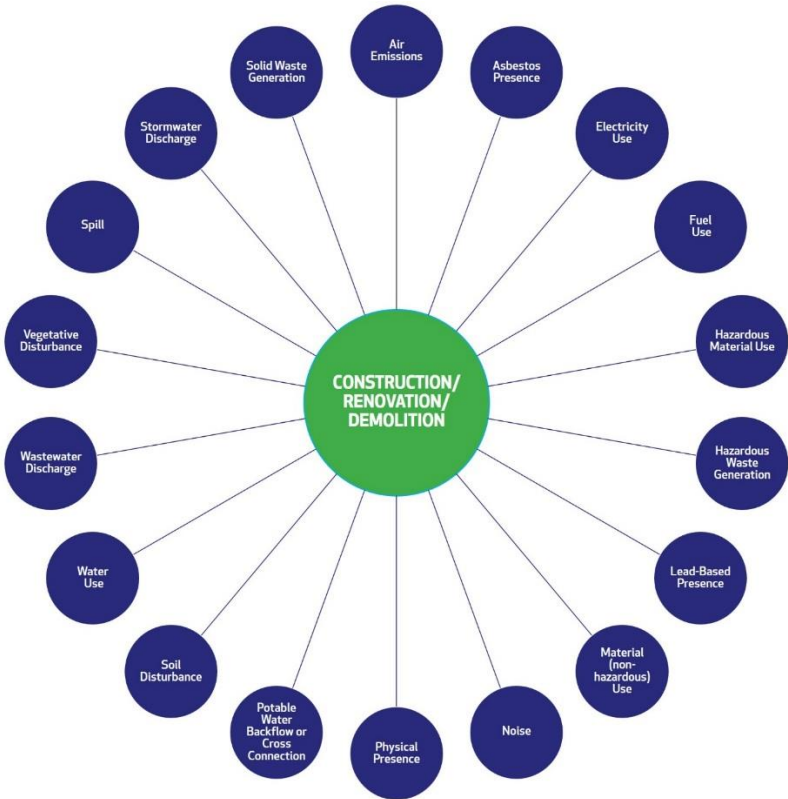 Air
Emissions
Asbestos
Presence
Electricity
Use
Fuel
Use
Hazardous
Material Use
Hazardous
Waste
Generation
Lead-Based
Presence
Material
(non-
hazardous)
Use
Noise
Physical
Presence
Potable
Water
Backflow or
Cross
Connection
Soil
Disturbance
Water
Use
Wastewater
Discharge
Vegetative
Disturbance
Spill
Stormwater
Discharge
Solid Waste
Generation
CONSTRUCTION/
RENOVATION/
DEMOLITION